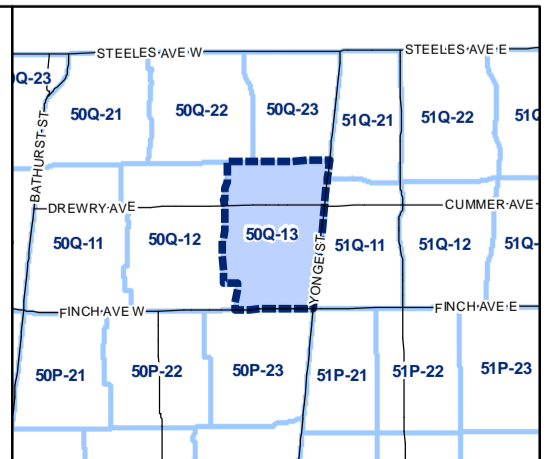 STEELES AVE W
STEELES AVE E
Q-23
50Q-21
50Q-22
50Q-23
51Q-21
51Q-22
51Q
BATHURST ST
DREWRY AVE
CUMMER AVE
50Q-11
50Q-12
50Q-13
YONGE ST
51Q-11
51Q-12
51Q-
FINCH AVE W
FINCH AVE E
50P-21
50P-22
50P-23
51P-21
51P-22
51P-23